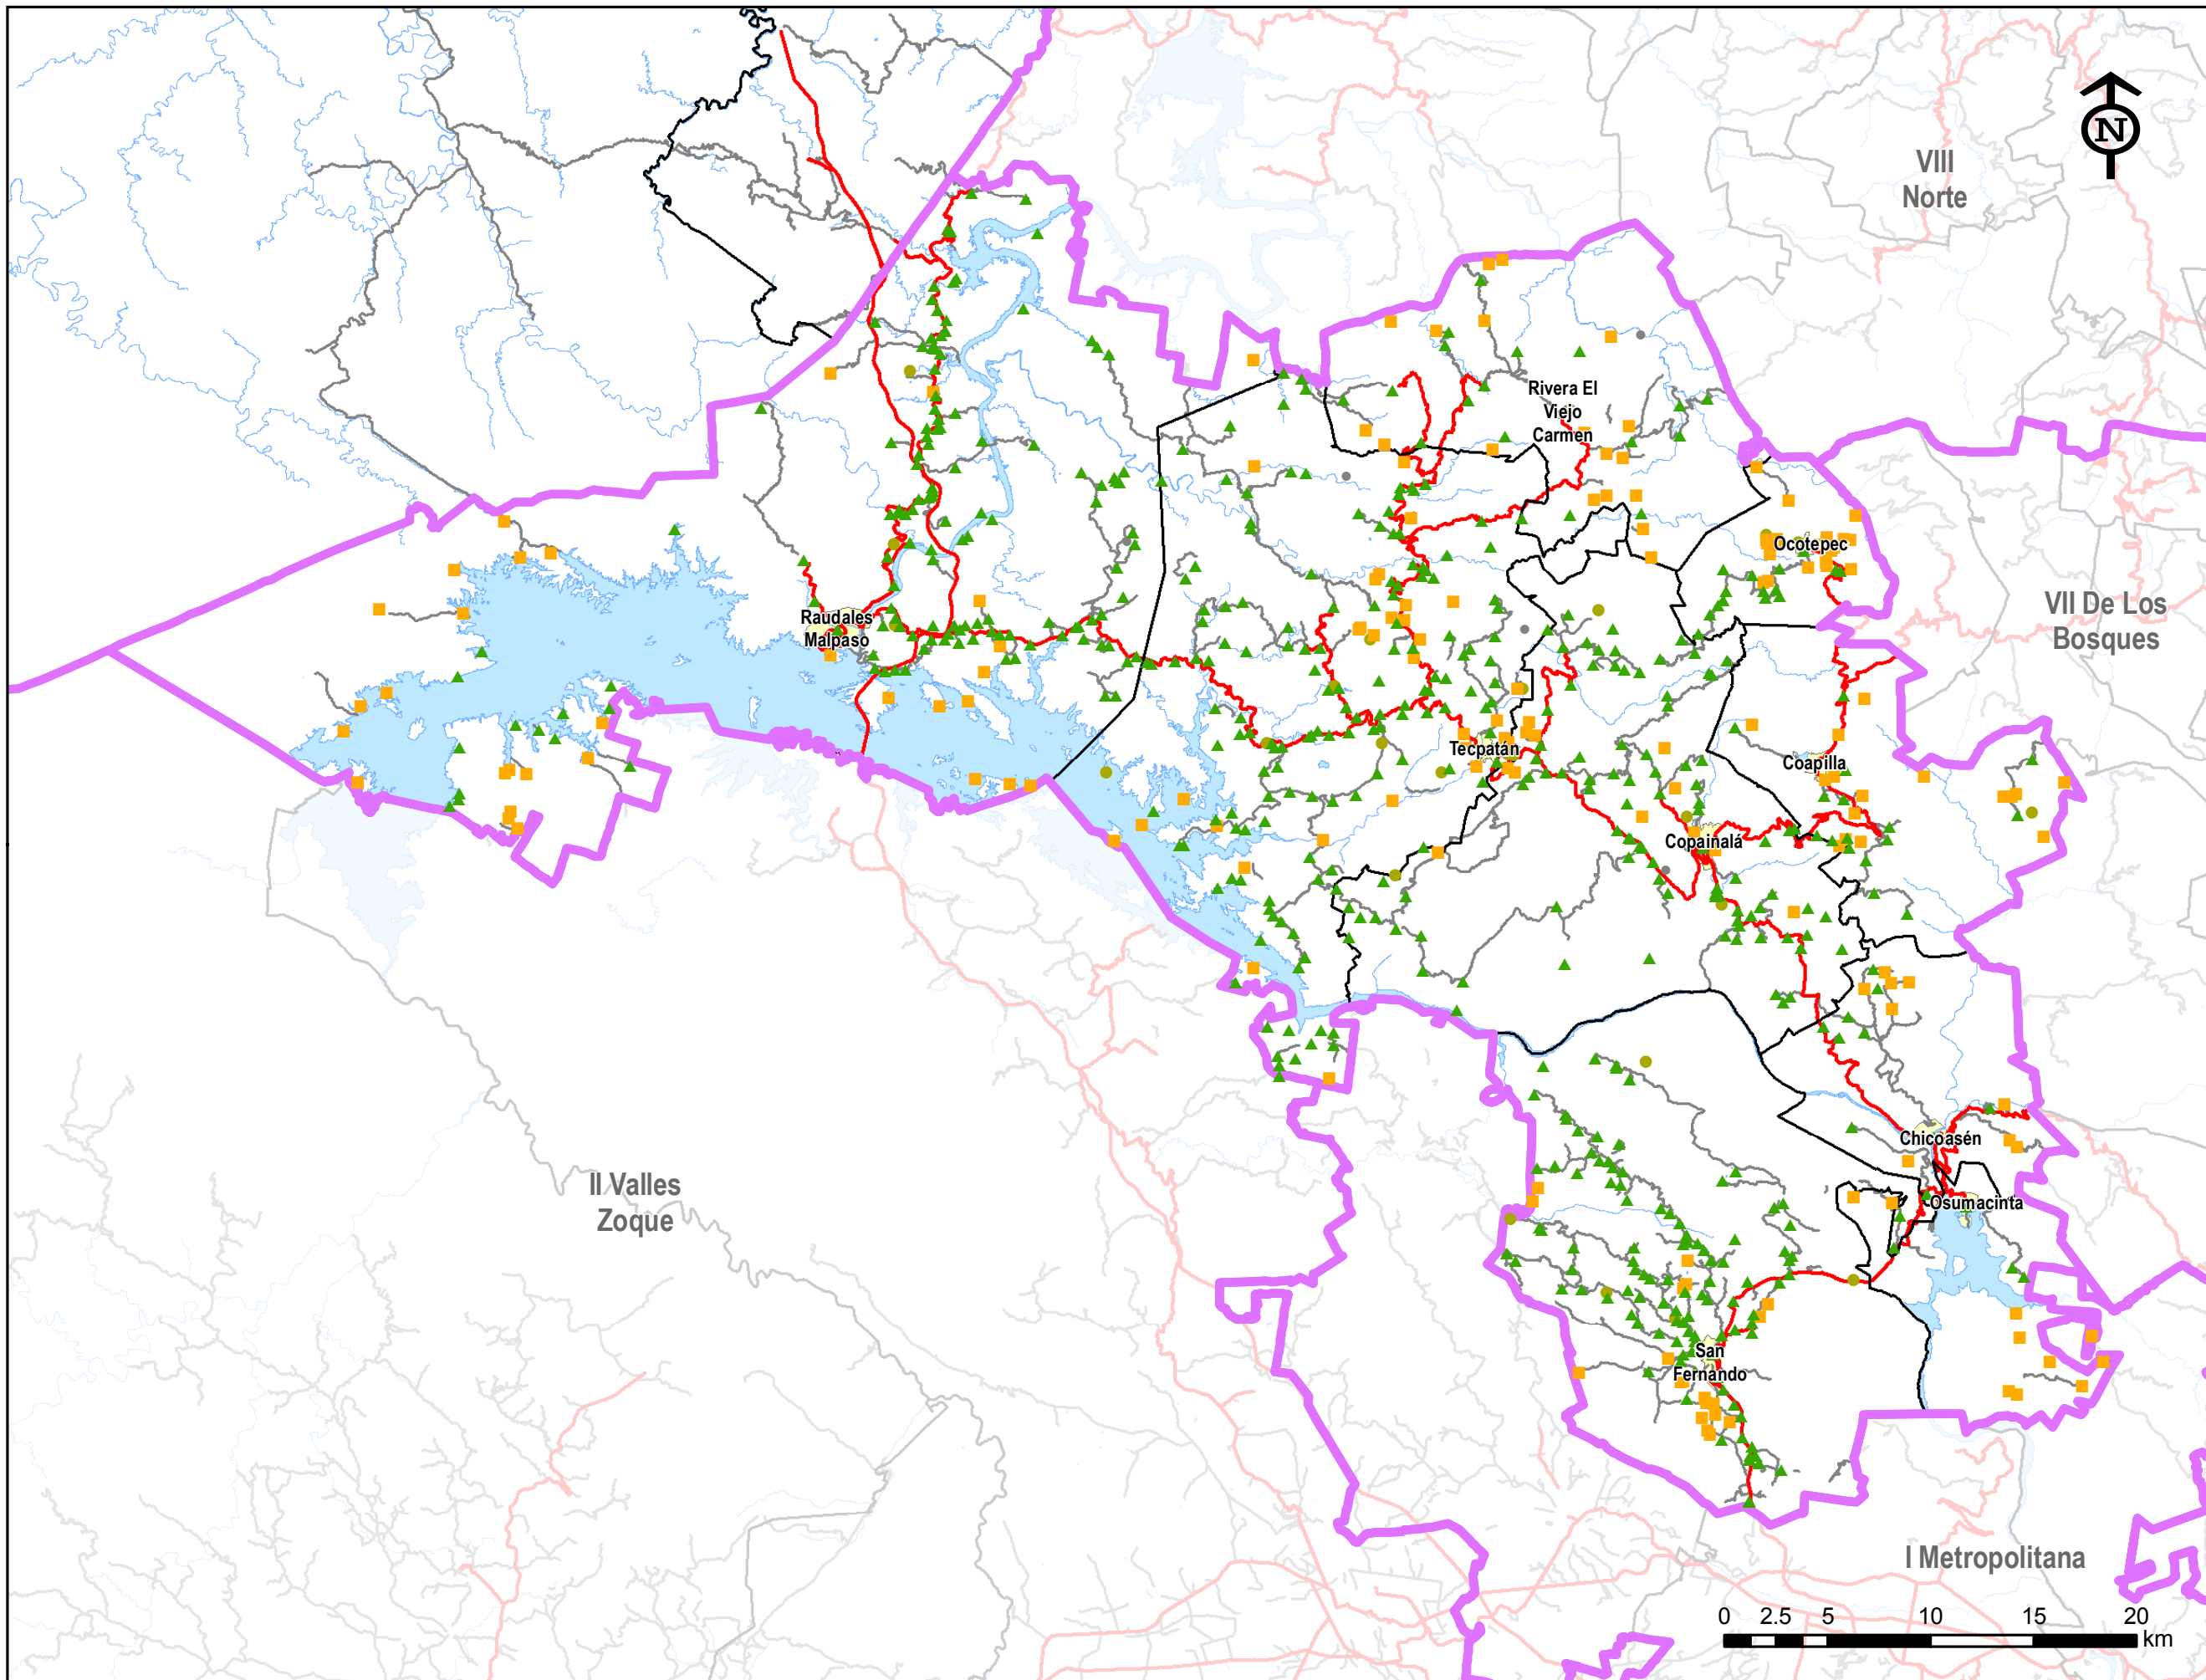 N
VIII
Norte
Rivera El
Viejo
Carmen
Ocotepec
VII De Los
Bosques
Raudales
Malpaso
Tecpatán
Coapilla
Copainalá
Chicoasén
II Valles
Zoque
Osumacinta
San
Fernando
I Metropolitana
0 2.5 5 10 15 20
km